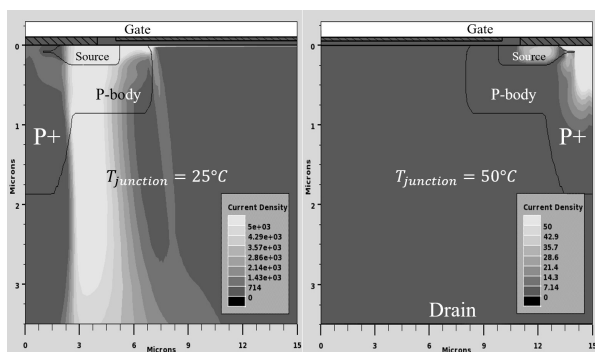 Gate
0
Source
P-body
1
P+
T_junction = 25°C
2
3
Microns
Current Density
5e+03
4.29e+03
3.57e+03
2.86e+03
2.14e+03
1.43e+03
714
0
0 3 6 9 12 15
Microns
Gate
0
Source
P-body
1
P+
T_junction = 50°C
2
3
Microns
Current Density
50
42.9
35.7
28.6
21.4
14.3
7.14
0
Drain
0 3 6 9 12 15
Microns